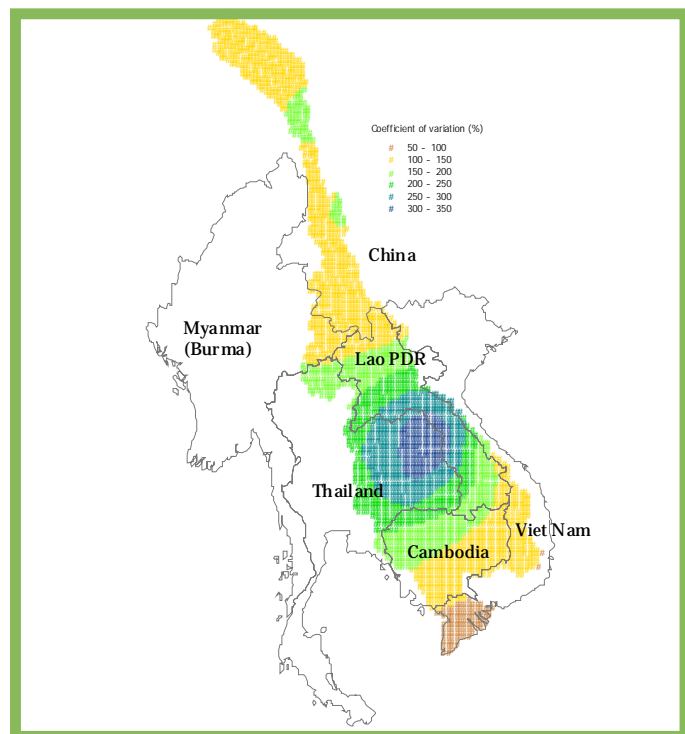 Coefficient of variation (%)
# 50 - 100
# 100 - 150
# 150 - 200
# 200 - 250
# 250 - 300
# 300 - 350
China
Myanmar
(Burma)
Lao PDR
Thailand
Viet Nam
Cambodia